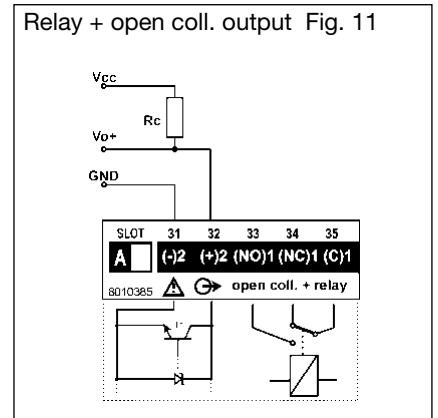 Relay + open coll. output Fig. 11
Vcc
Rc
Vo+
GND
SLOT 31 32 33 34 35
A (-)2 (+)2 (NO)1 (NC)1 (C)1
8010385 open coll. + relay